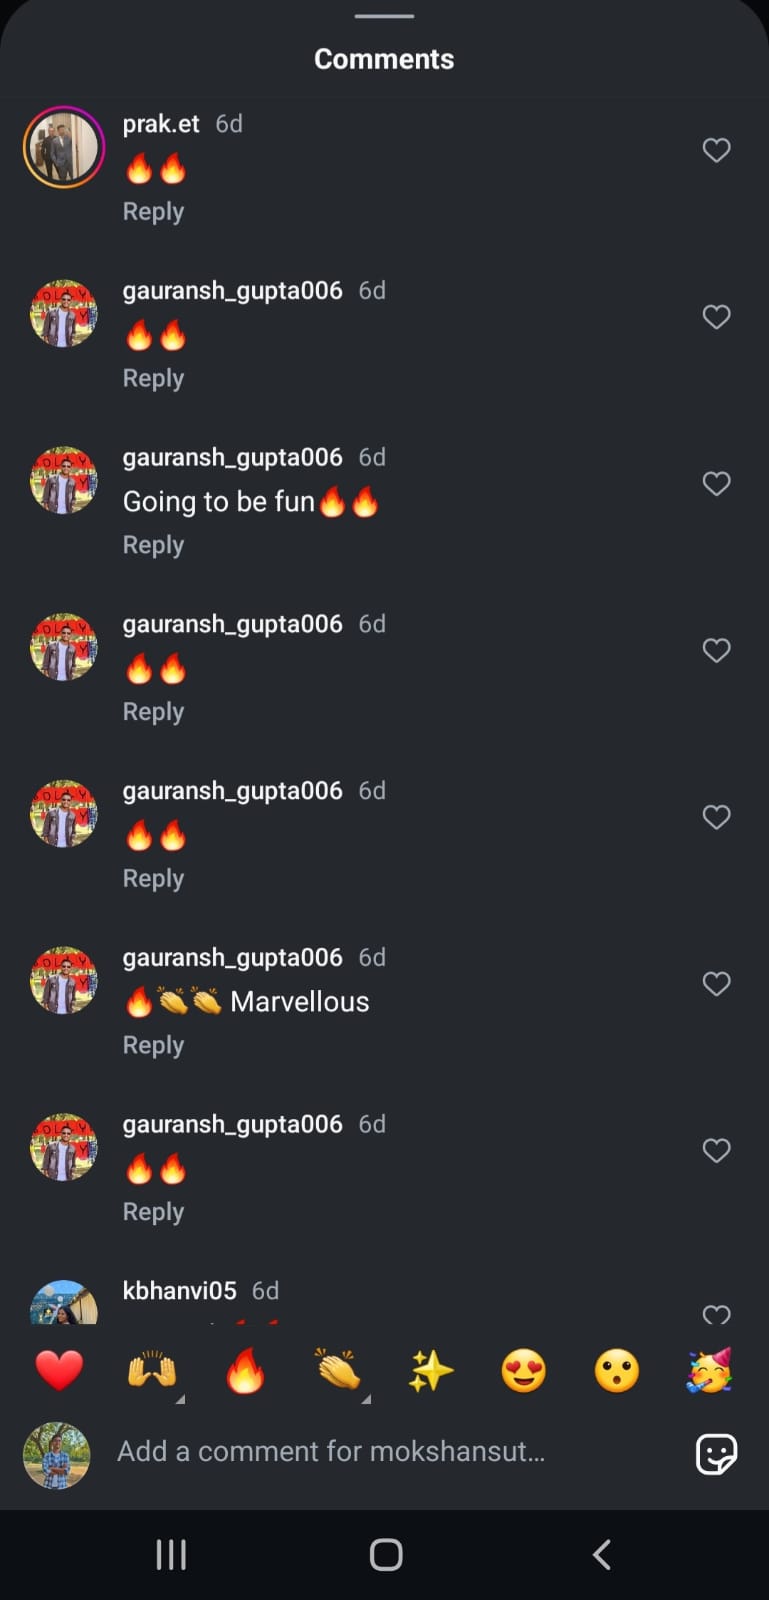 Comments
prak.et 6d
🔥🔥
Reply
gauransh_gupta006 6d
🔥🔥
Reply
gauransh_gupta006 6d
Going to be fun🔥🔥
Reply
gauransh_gupta006 6d
🔥🔥
Reply
gauransh_gupta006 6d
🔥🔥
Reply
gauransh_gupta006 6d
🔥👏👏 Marvellous
Reply
gauransh_gupta006 6d
🔥🔥
Reply
kbhanvi05 6d
❤️🙌🔥👏✨😍😮🥳
Add a comment for mokshansut...